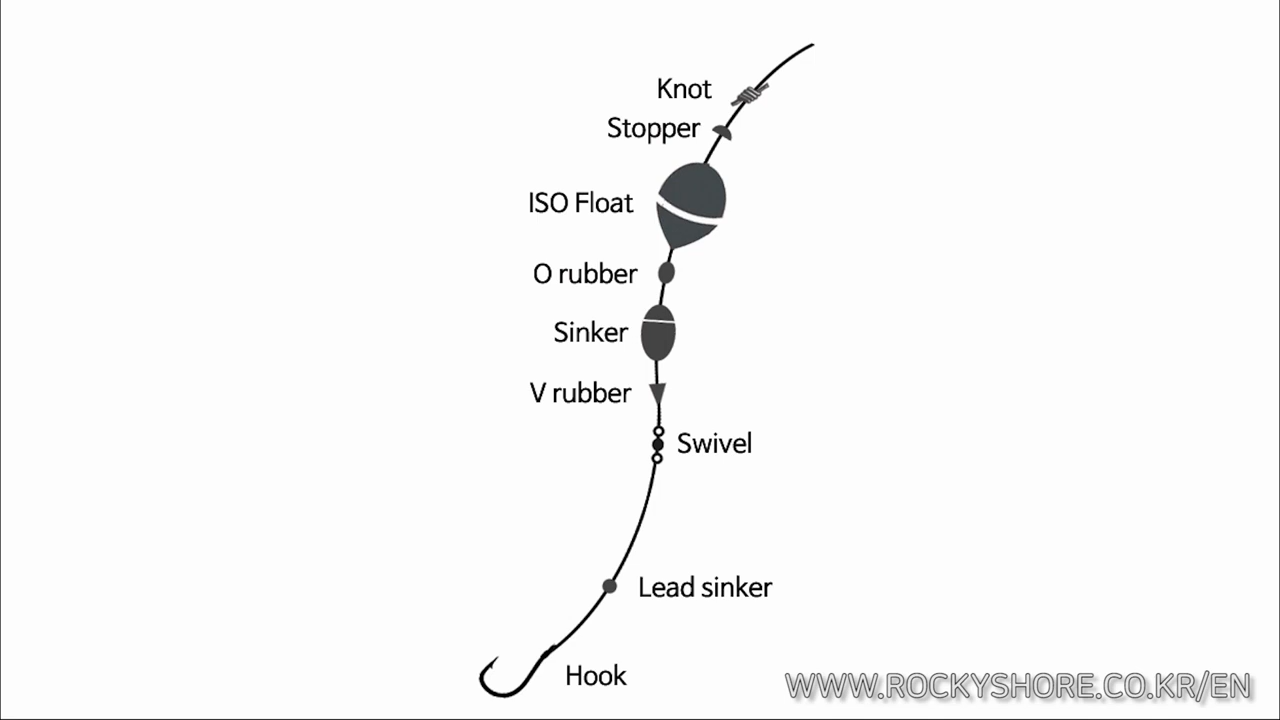 Knot
Stopper
ISO Float
O rubber
Sinker
V rubber
Swivel
Lead sinker
Hook
WWW.ROCKYSHORE.CO.KR/EN